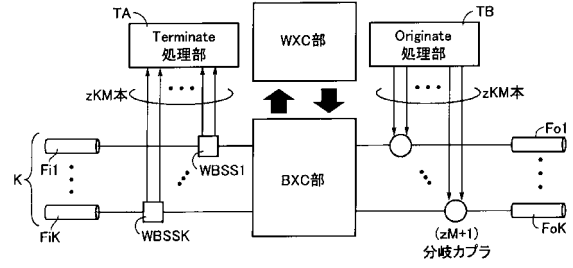 TA
Terminate
処理部
WXC部
TB
Originate
処理部
zKM本
zKM本
K
Fi1
WBSS1
BXC部
Fo1
FiK
WBSSK
FoK
(zM+1)
分岐カプラ